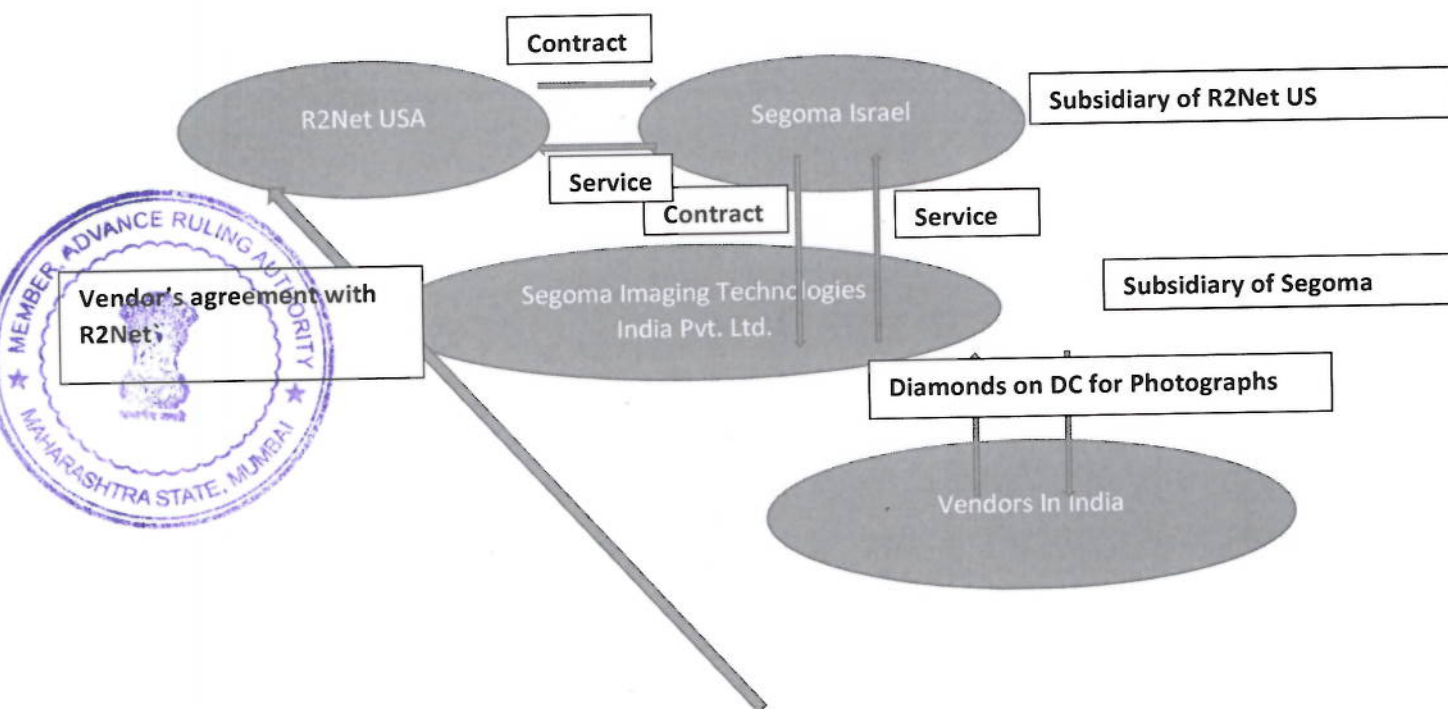 Contract
R2Net USA
Segoma Israel
Subsidiary of R2Net US
Service
Contract
Service
MEMBER, ADVANCE RULING AUTHORITY
★ MAHARASHTRA STATE, MUMBAI ★
Vendor's agreement with
R2Net
Segoma Imaging Technologies
India Pvt. Ltd.
Subsidiary of Segoma
Diamonds on DC for Photographs
Vendors In India